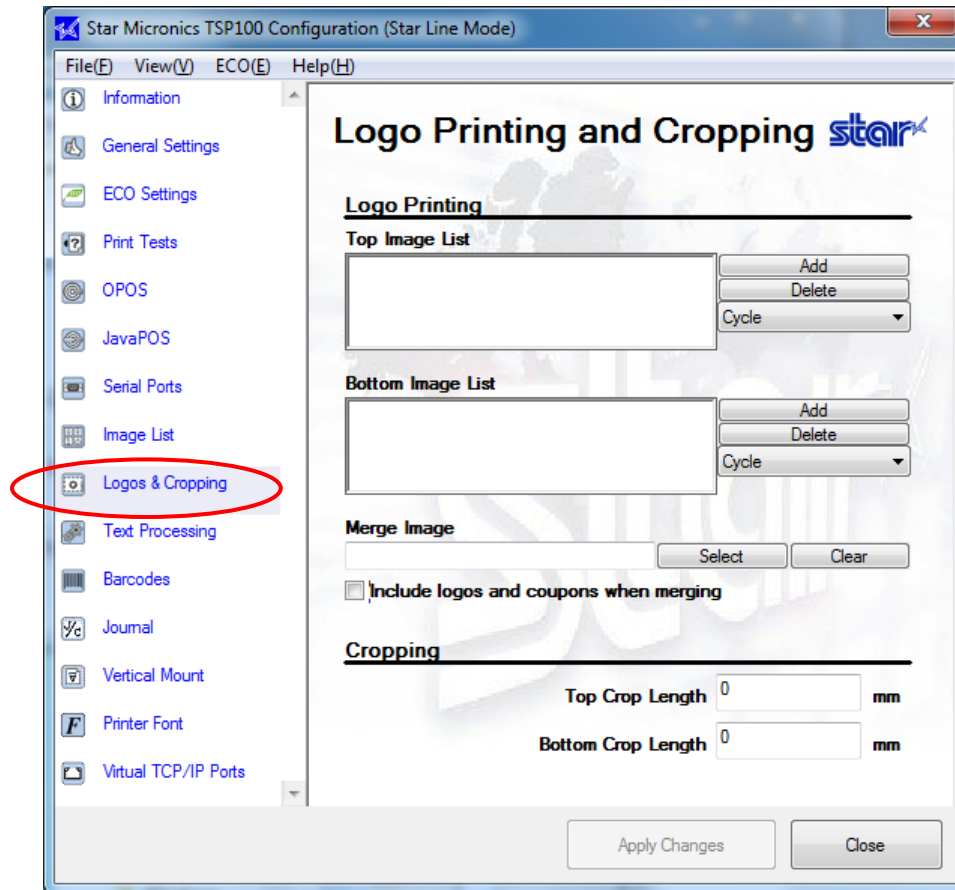 Star Micronics TSP100 Configuration (Star Line Mode)
File(F) View(V) ECO(E) Help(H)
Information
General Settings
ECO Settings
Print Tests
OPOS
JavaPOS
Serial Ports
Image List
Logos & Cropping
Text Processing
Barcodes
Journal
Vertical Mount
Printer Font
Virtual TCP/IP Ports
Logo Printing and Cropping star
Logo Printing
Top Image List
Add
Delete
Cycle
Bottom Image List
Add
Delete
Cycle
Merge Image
Select Clear
Include logos and coupons when merging
Cropping
Top Crop Length 0 mm
Bottom Crop Length 0 mm
Apply Changes Close